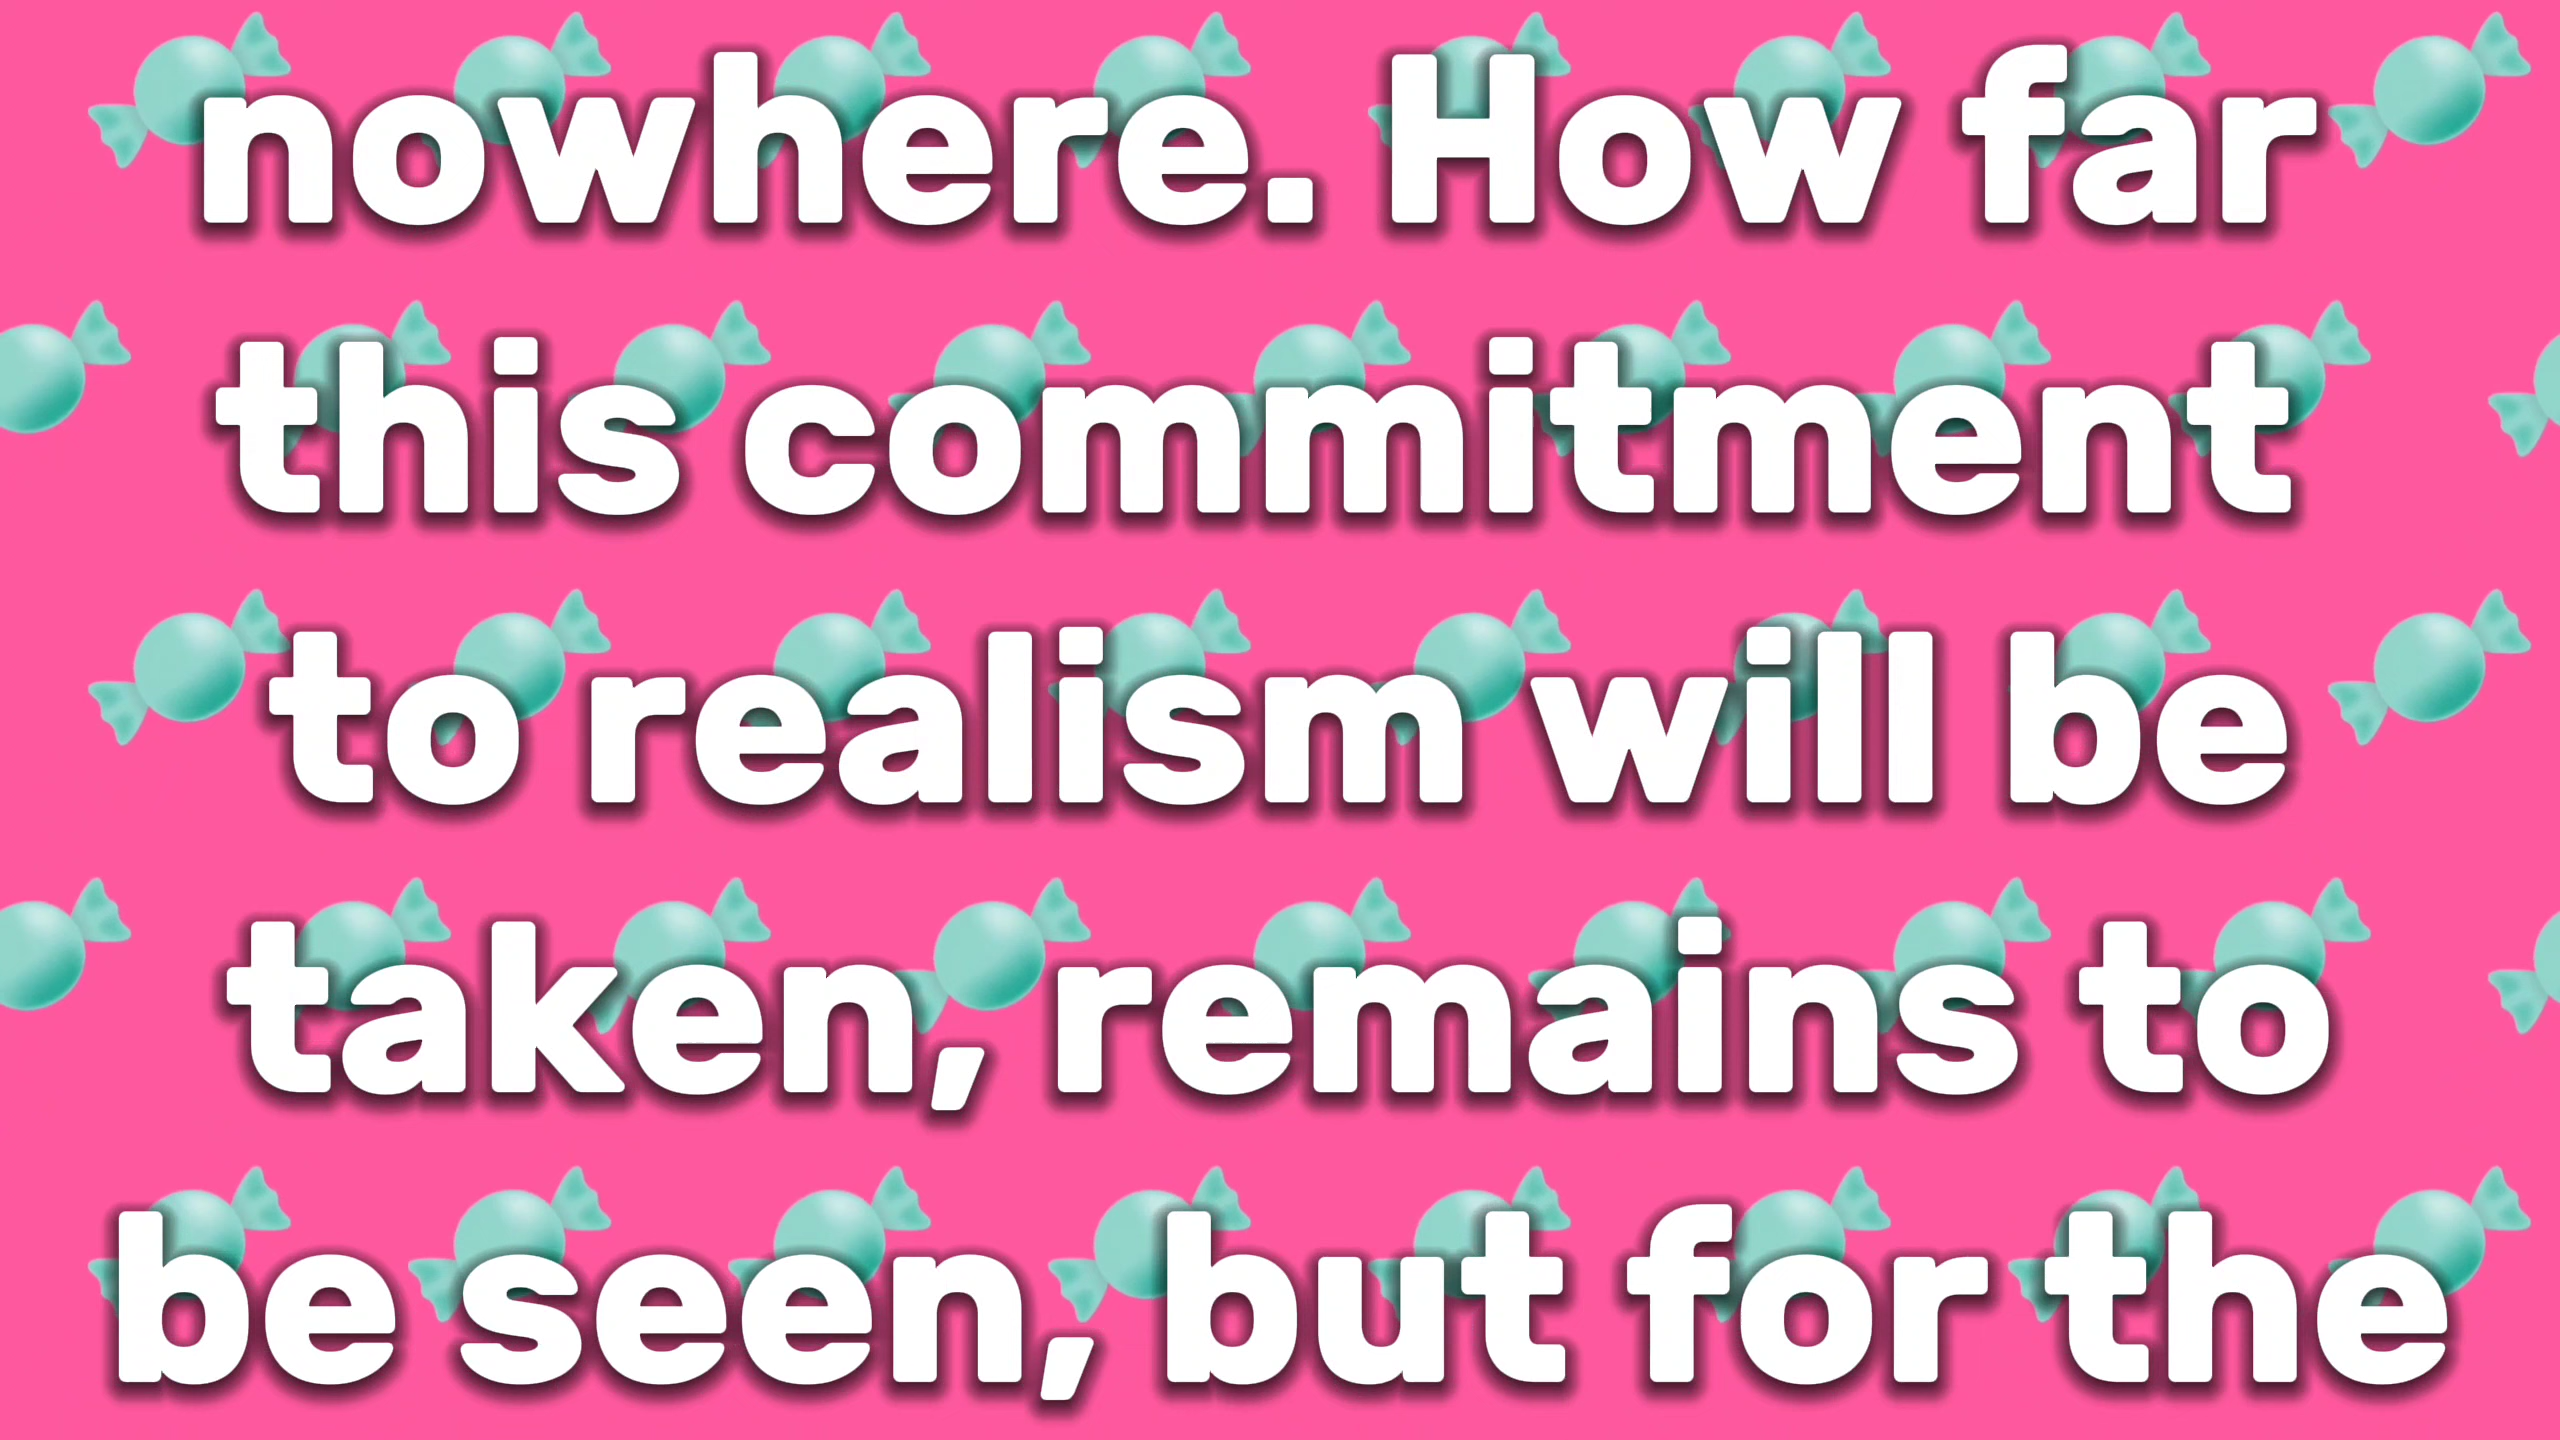 nowhere. How far
this commitment
to realism will be
taken, remains to
be seen, but for the